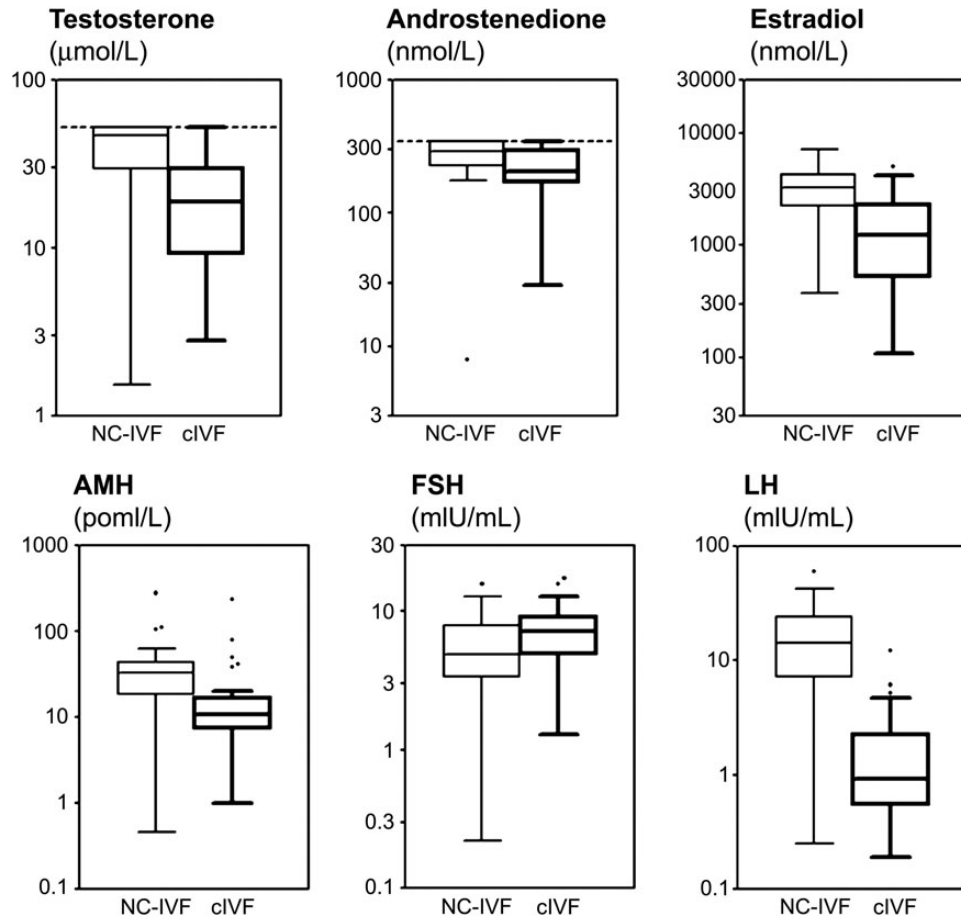 Testosterone
(μmol/L)
100
30
10
3
1
NC-IVF cIVF
Androstenedione
(nmol/L)
1000
300
100
30
10
3
NC-IVF cIVF
Estradiol
(nmol/L)
30000
10000
3000
1000
300
100
30
NC-IVF cIVF
AMH
(poml/L)
1000
100
10
1
0.1
NC-IVF cIVF
FSH
(mIU/mL)
30
10
3
1
0.3
0.1
NC-IVF cIVF
LH
(mIU/mL)
100
10
1
0.1
NC-IVF cIVF